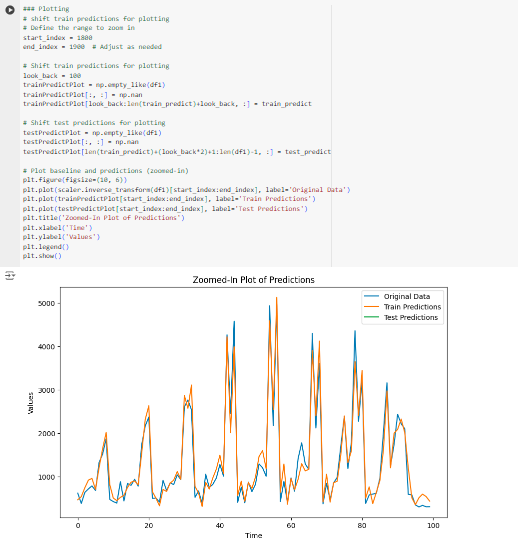 ### Plotting
# shift train predictions for plotting
# Define the range to zoom in
start_index = 1800
end_index = 1900  # Adjust as needed

# Shift train predictions for plotting
look_back = 100
trainPredictPlot = np.empty_like(df1)
trainPredictPlot[:, :] = np.nan
trainPredictPlot[look_back:len(train_predict)+look_back, :] = train_predict

# Shift test predictions for plotting
testPredictPlot = np.empty_like(df1)
testPredictPlot[:, :] = np.nan
testPredictPlot[len(train_predict)+(look_back*2)+1:len(df1)-1, :] = test_predict

# Plot baseline and predictions (zoomed-in)
plt.figure(figsize=(10, 6))
plt.plot(scaler.inverse_transform(df1)[start_index:end_index], label='Original Data')
plt.plot(trainPredictPlot[start_index:end_index], label='Train Predictions')
plt.plot(testPredictPlot[start_index:end_index], label='Test Predictions')
plt.title('Zoomed-In Plot of Predictions')
plt.xlabel('Time')
plt.ylabel('Values')
plt.legend()
plt.show()
Zoomed-In Plot of Predictions
Original Data
Train Predictions
Test Predictions
5000
4000
3000
2000
1000
Values
0
20
40
60
80
100
Time